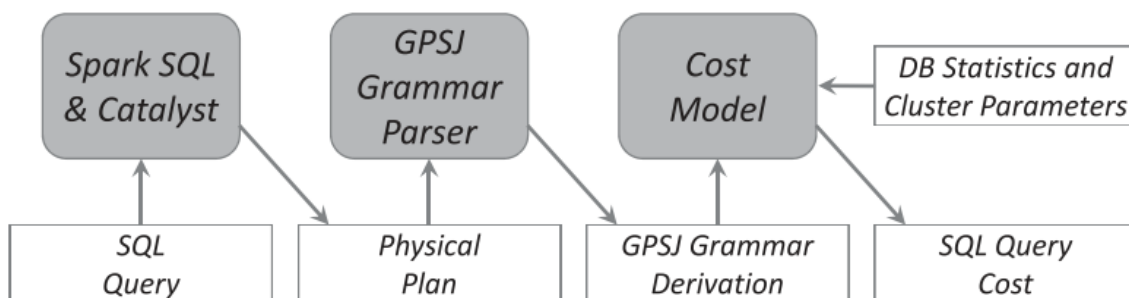 Spark SQL
& Catalyst
GPSJ
Grammar
Parser
Cost
Model
DB Statistics and
Cluster Parameters
SQL
Query
Physical
Plan
GPSJ Grammar
Derivation
SQL Query
Cost